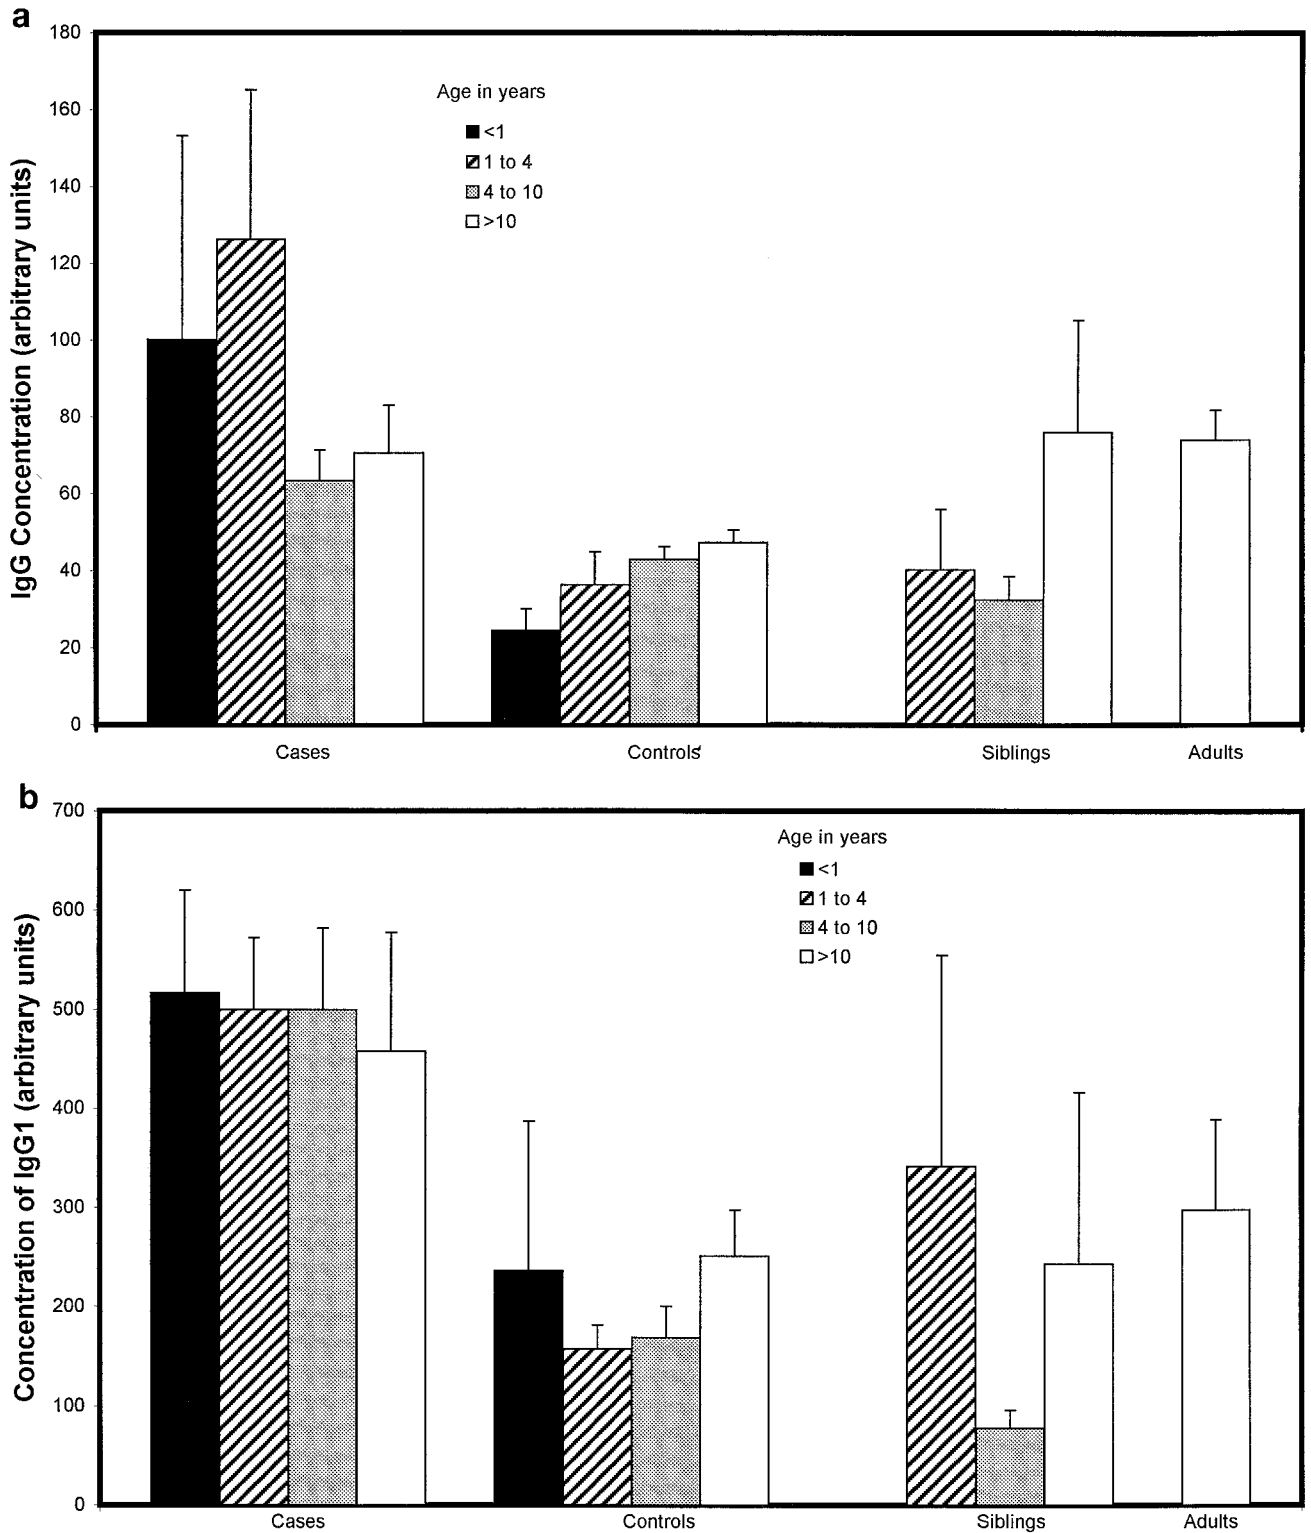 a
180
160
140
120
100
80
60
40
20
0
IgG Concentration (arbitrary units)
Age in years
<1
1 to 4
4 to 10
>10
Cases Controls Siblings Adults
b
700
600
500
400
300
200
100
0
Concentration of IgG1 (arbitrary units)
Age in years
<1
1 to 4
4 to 10
>10
Cases Controls Siblings Adults